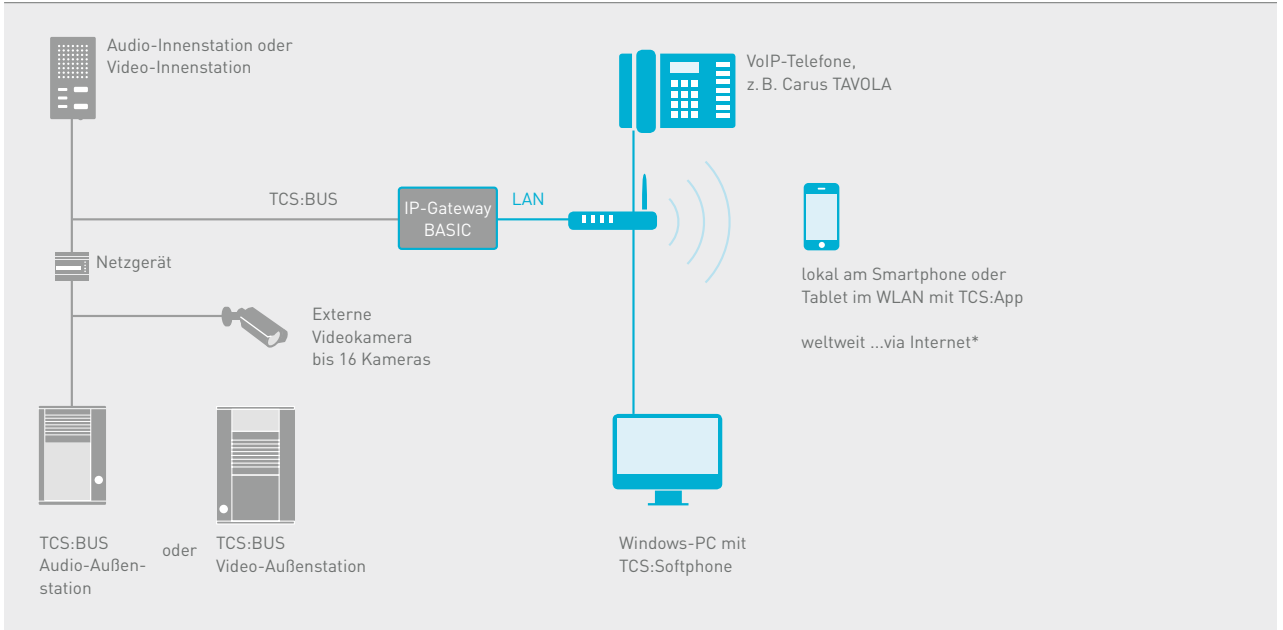 Audio-Innenstation oder
Video-Innenstation
VoIP-Telefone,
z. B. Carus TAVOLA
TCS:BUS
IP-Gateway
BASIC
LAN
Netzgerät
lokal am Smartphone oder
Tablet im WLAN mit TCS:App
weltweit ...via Internet*
Externe
Videokamera
bis 16 Kameras
TCS:BUS
Audio-Außen-
station
oder
TCS:BUS
Video-Außenstation
Windows-PC mit
TCS:Softphone